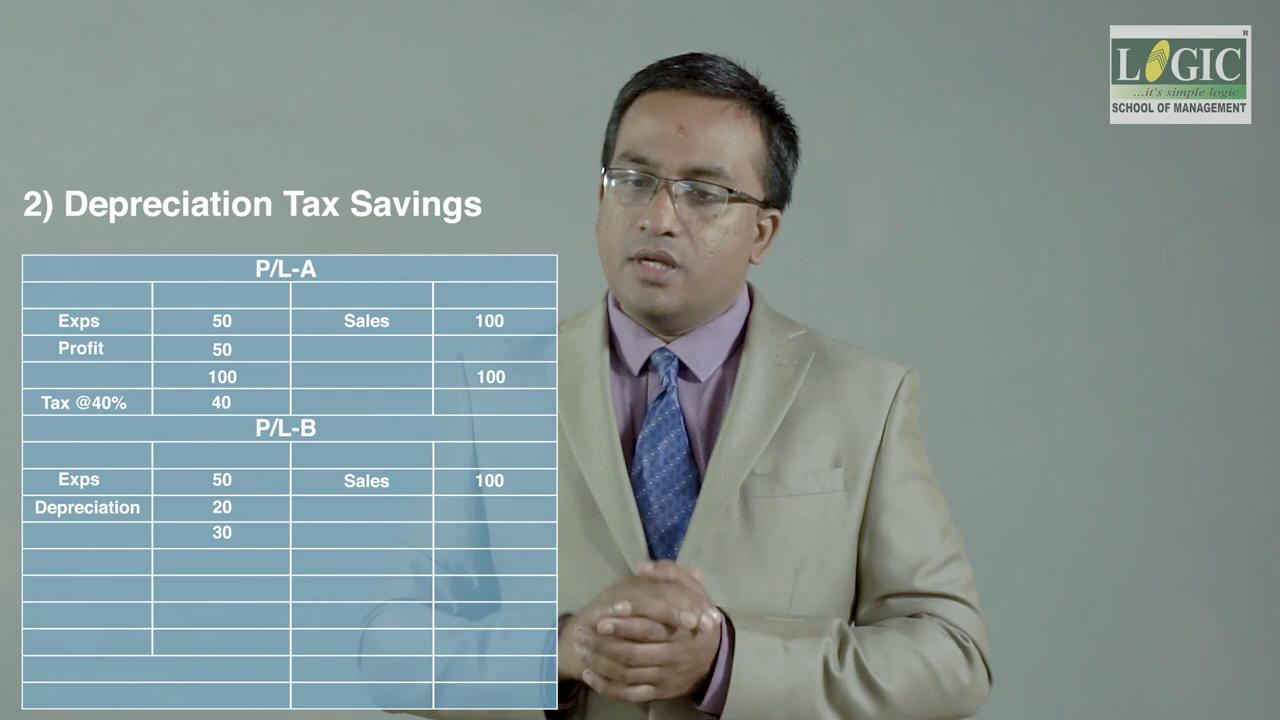 LOGIC
R
...it's simple logic
SCHOOL OF MANAGEMENT
2) Depreciation Tax Savings
P/L-A
Exps 50 Sales 100
Profit 50
100 100
Tax @40% 40
P/L-B
Exps 50 Sales 100
Depreciation 20
30